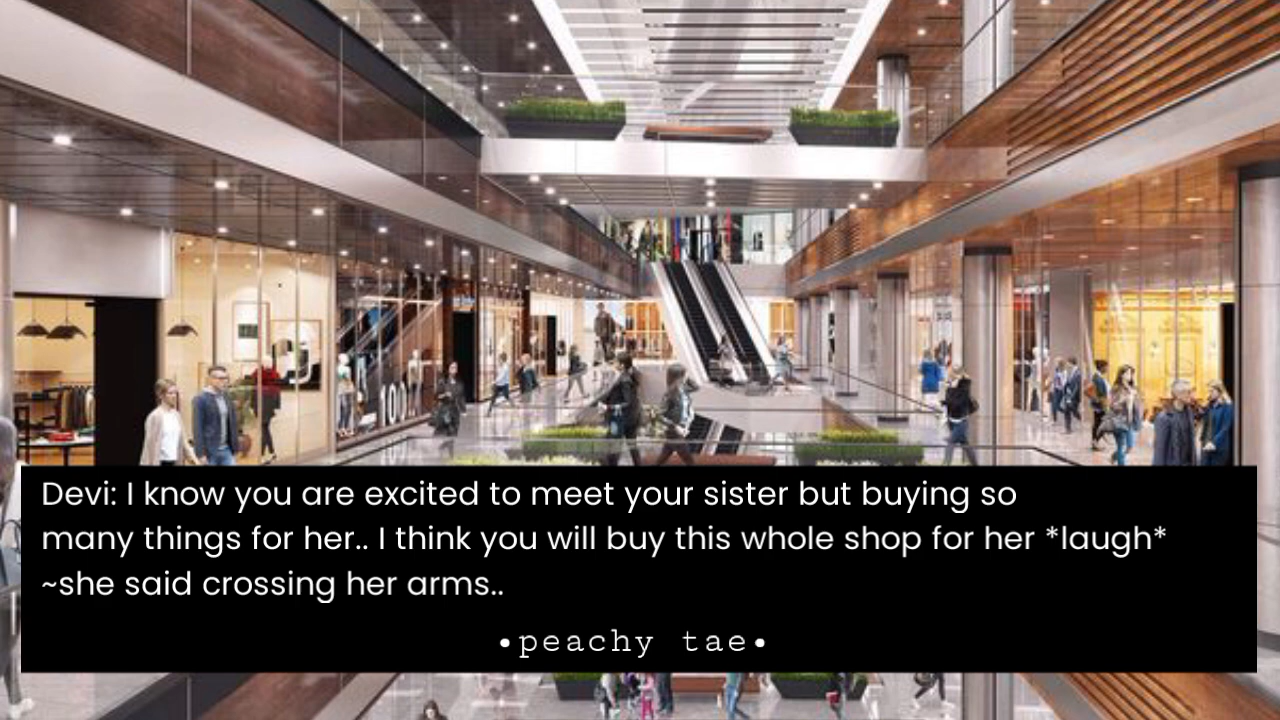 Devi: I know you are excited to meet your sister but buying so
many things for her.. I think you will buy this whole shop for her *laugh*
~she said crossing her arms..
•peachy tae•